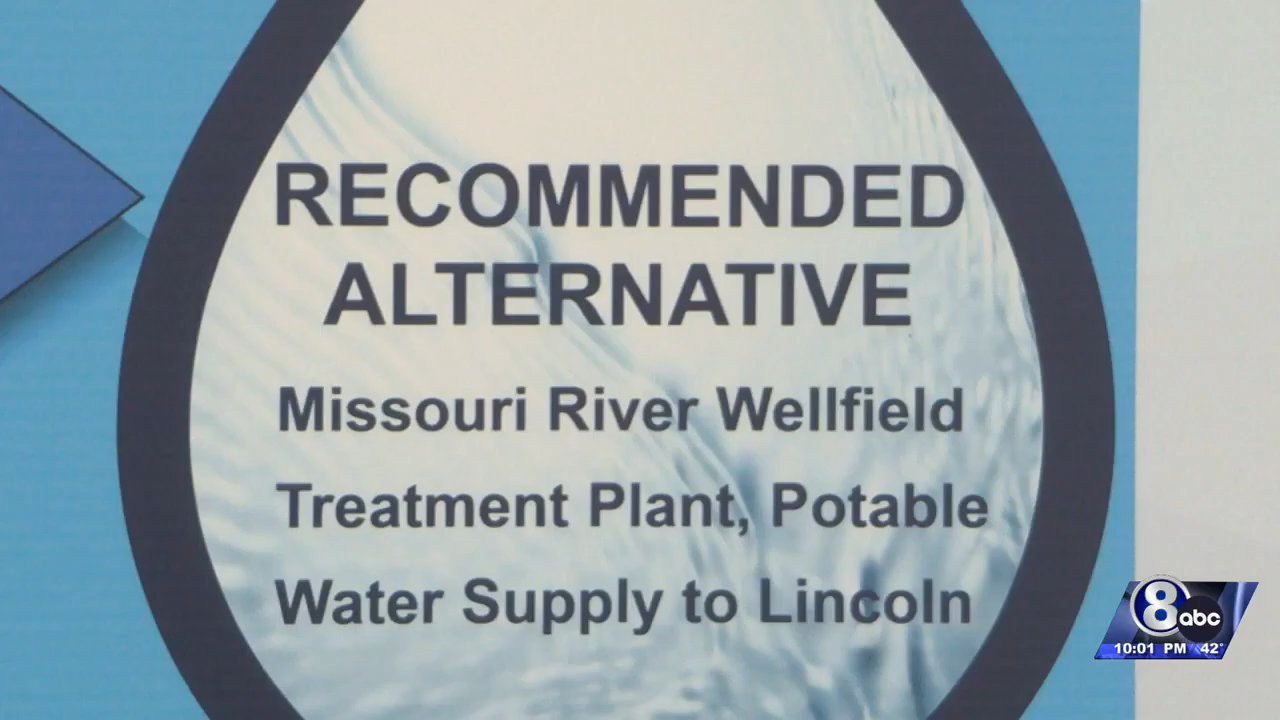 RECOMMENDED
ALTERNATIVE
Missouri River Wellfield
Treatment Plant, Potable
Water Supply to Lincoln
8 abc
10:01 PM 42°